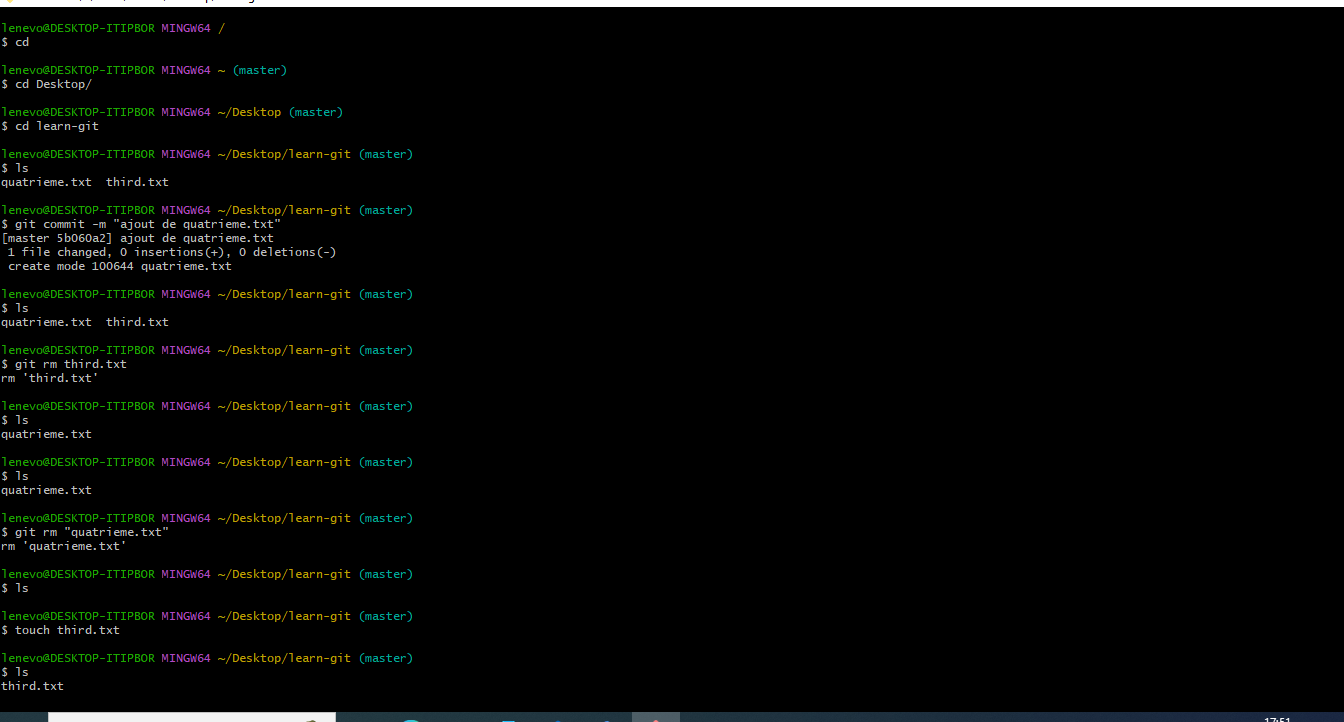 lenevo@DESKTOP-ITIPBOR MINGW64 /
$ cd
lenevo@DESKTOP-ITIPBOR MINGW64 ~ (master)
$ cd Desktop/
lenevo@DESKTOP-ITIPBOR MINGW64 ~/Desktop (master)
$ cd learn-git
lenevo@DESKTOP-ITIPBOR MINGW64 ~/Desktop/learn-git (master)
$ ls
quatrieme.txt  third.txt
lenevo@DESKTOP-ITIPBOR MINGW64 ~/Desktop/learn-git (master)
$ git commit -m "ajout de quatrieme.txt"
[master 5b060a2] ajout de quatrieme.txt
 1 file changed, 0 insertions(+), 0 deletions(-)
 create mode 100644 quatrieme.txt
lenevo@DESKTOP-ITIPBOR MINGW64 ~/Desktop/learn-git (master)
$ ls
quatrieme.txt  third.txt
lenevo@DESKTOP-ITIPBOR MINGW64 ~/Desktop/learn-git (master)
$ git rm third.txt
rm 'third.txt'
lenevo@DESKTOP-ITIPBOR MINGW64 ~/Desktop/learn-git (master)
$ ls
quatrieme.txt
lenevo@DESKTOP-ITIPBOR MINGW64 ~/Desktop/learn-git (master)
$ ls
quatrieme.txt
lenevo@DESKTOP-ITIPBOR MINGW64 ~/Desktop/learn-git (master)
$ git rm "quatrieme.txt"
rm 'quatrieme.txt'
lenevo@DESKTOP-ITIPBOR MINGW64 ~/Desktop/learn-git (master)
$ ls
lenevo@DESKTOP-ITIPBOR MINGW64 ~/Desktop/learn-git (master)
$ touch third.txt
lenevo@DESKTOP-ITIPBOR MINGW64 ~/Desktop/learn-git (master)
$ ls
third.txt
17:51